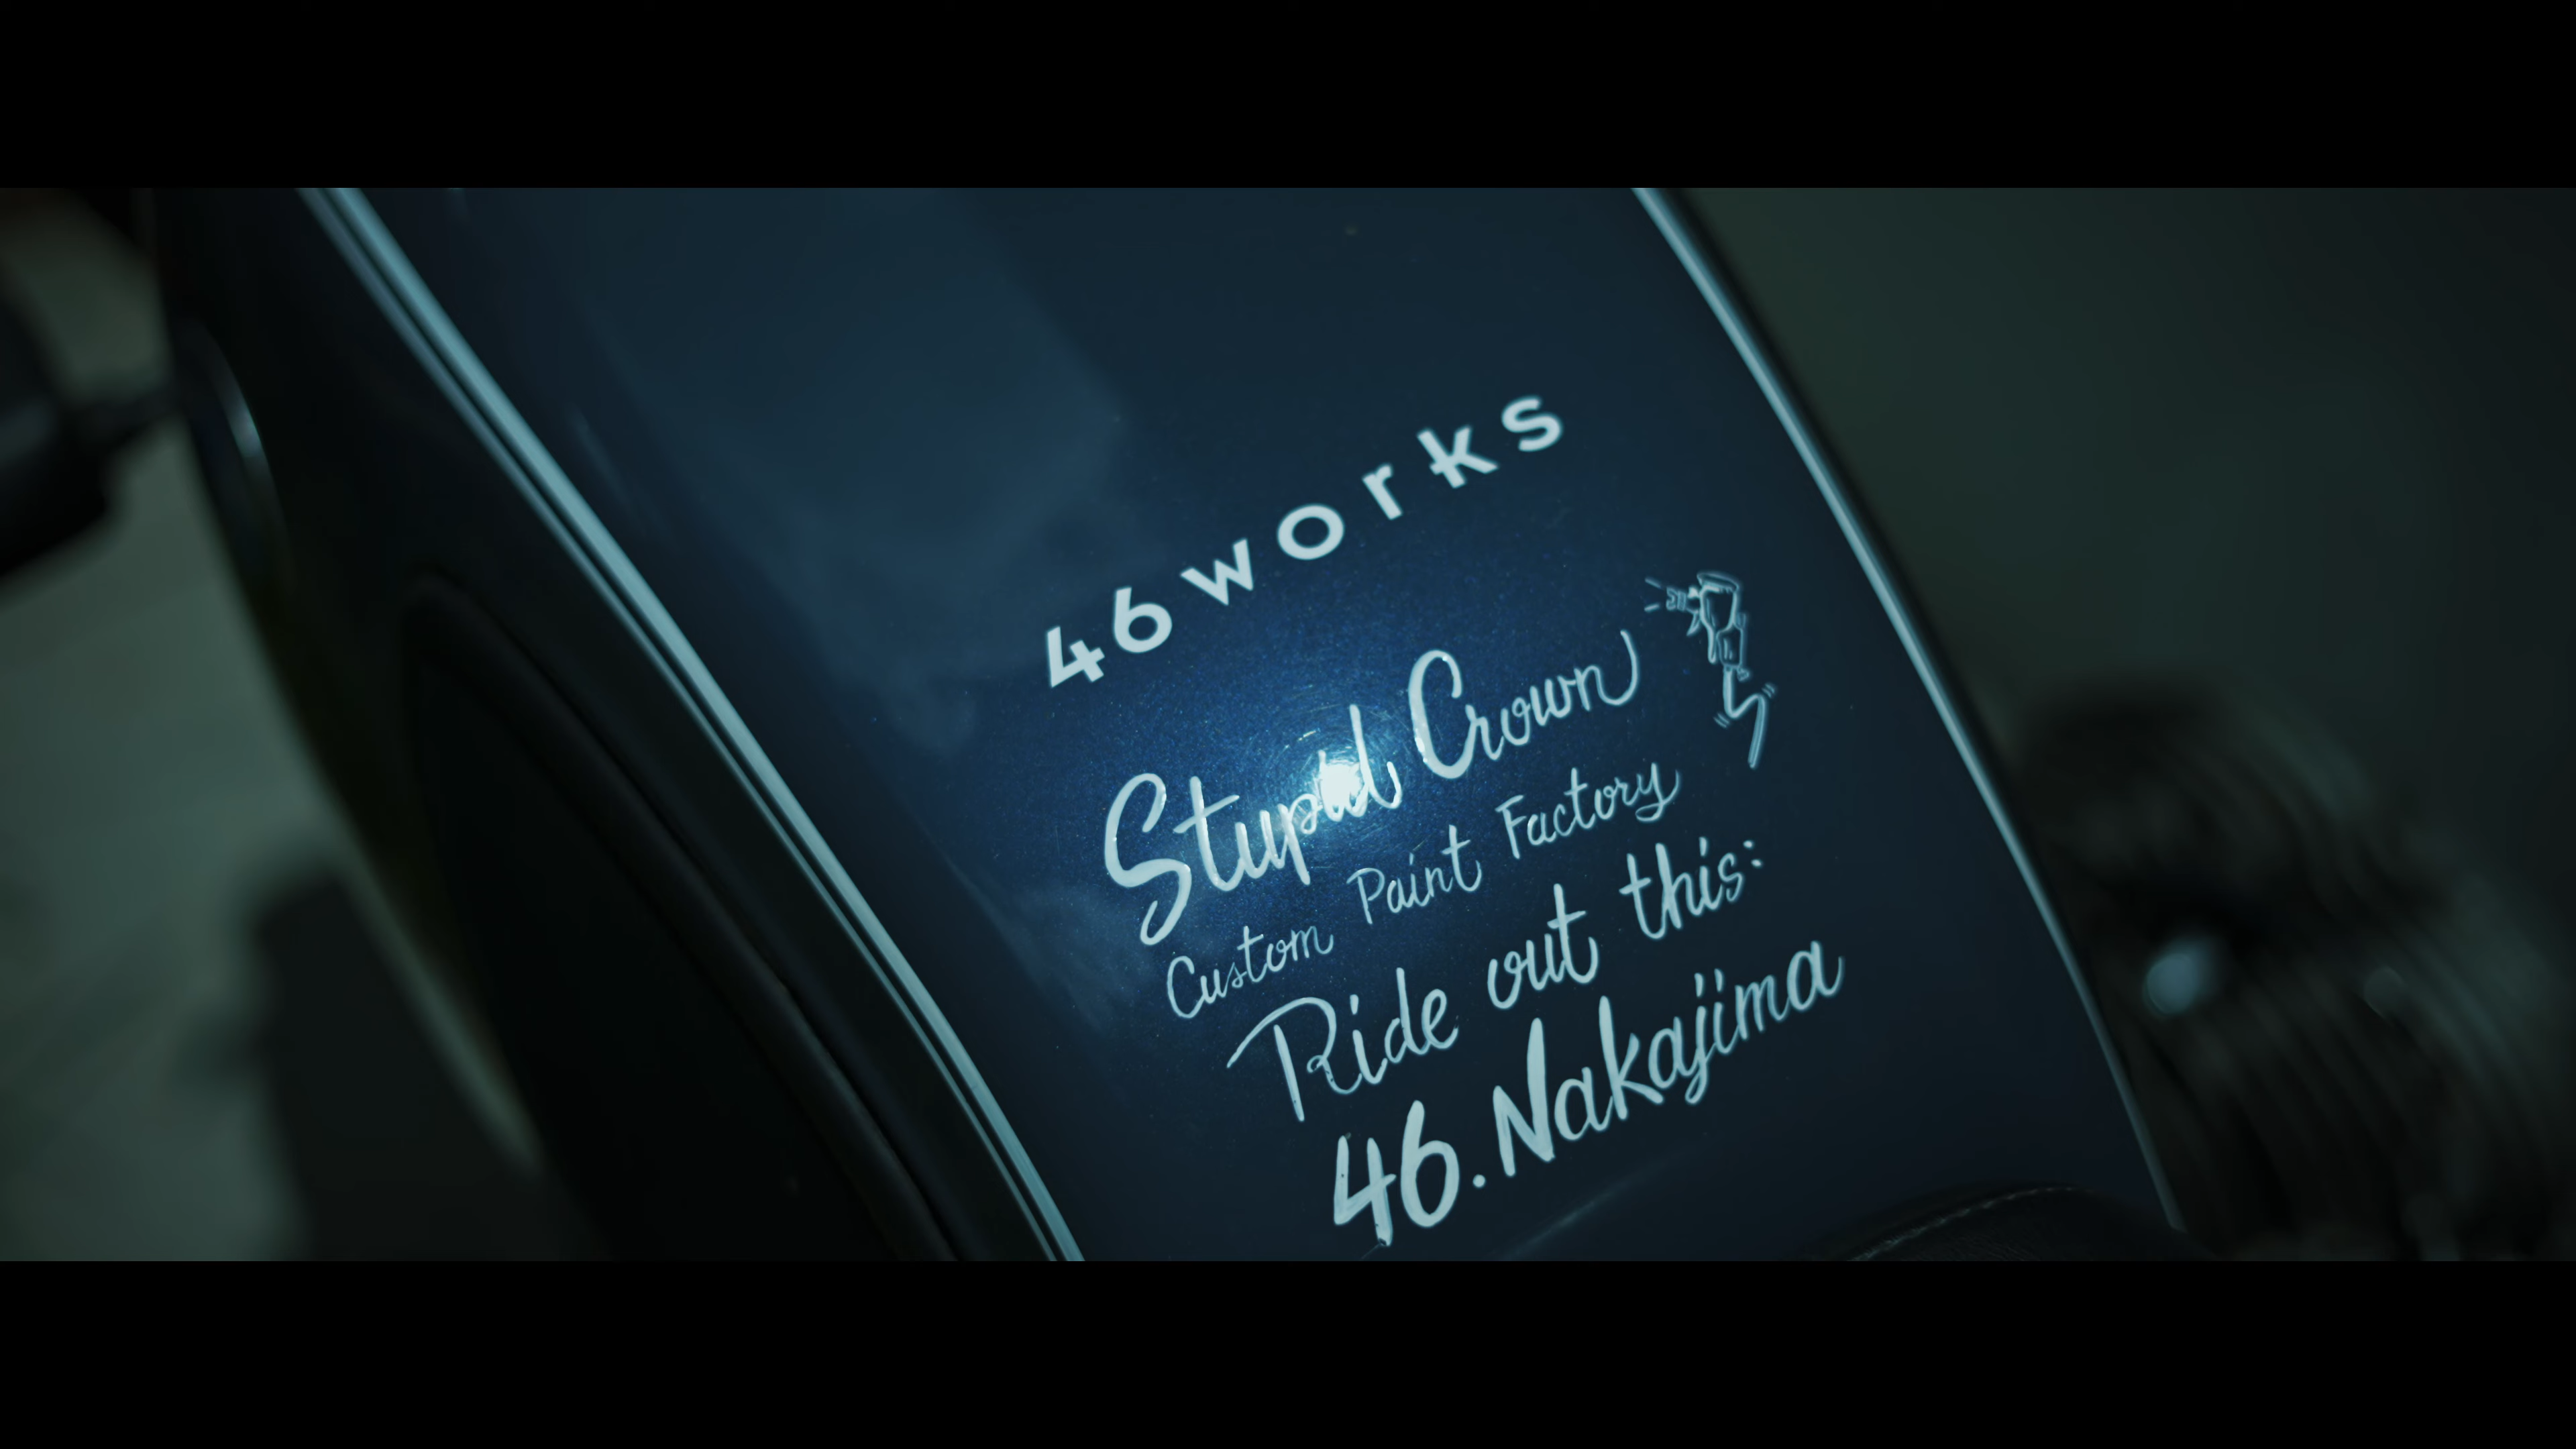 46works
Stupid Crown
Custom Paint Factory
Ride out this:
46.Nakajima